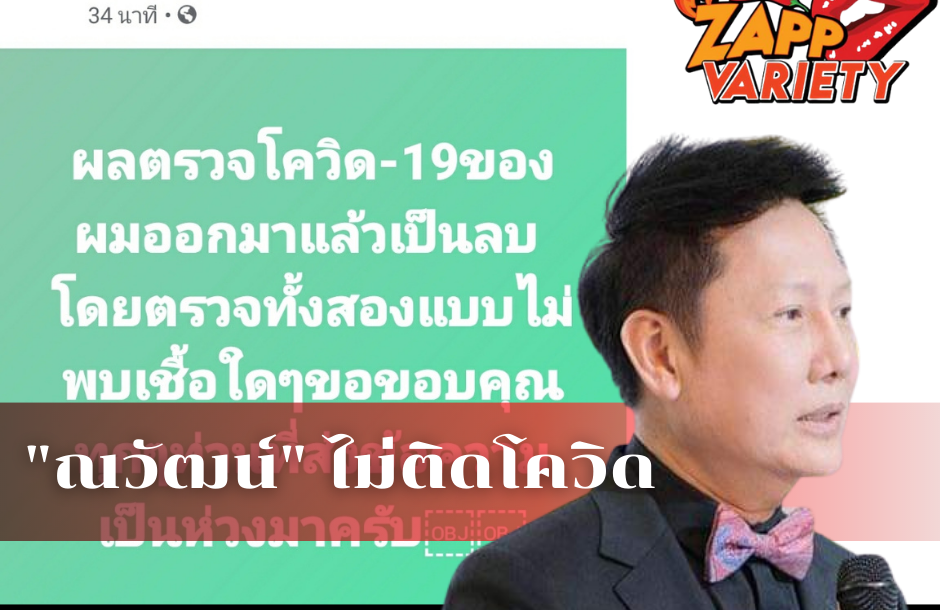 34 นาที •
ZAPP
VARIETY
ผลตรวจโควิด-19ของ
ผมออกมาแล้วเป็นลบ
โดยตรวจทั้งสองแบบไม่
พบเชื้อใดๆขอขอบคุณ
"ณวัฒน์" ไม่ติดโควิด
เป็นห่วงมาครับ OBJ OB